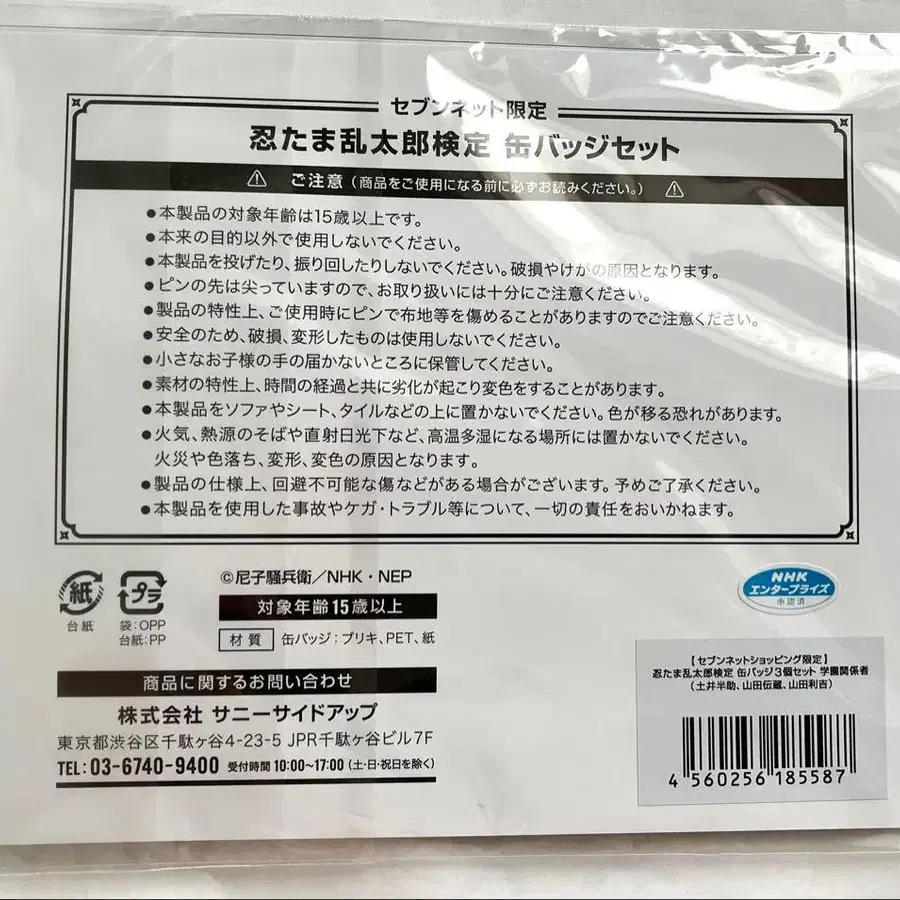 セブンネット限定
忍たま乱太郎検定 缶バッジセット
⚠ ご注意(商品をご使用になる前に必ずお読みください。) ⚠
●本製品の対象年齢は15歳以上です。
●本来の目的以外で使用しないでください。
●本製品を投げたり、振り回したりしないでください。破損やけがの原因となります。
●ピンの先は尖っていますので、お取り扱いには十分にご注意ください。
●製品の特性上、ご使用時にピンで布地等を傷めることがありますのでご注意ください。
●安全のため、破損、変形したものは使用しないでください。
●小さなお子様の手の届かないところに保管してください。
●素材の特性上、時間の経過と共に劣化が起こり変色をすることがあります。
●本製品をソファやシート、タイルなどの上に置かないでください。色が移る恐れがあります。
●火気、熱源のそばや直射日光下など、高温多湿になる場所には置かないでください。
火災や色落ち、変形、変色の原因となります。
●製品の仕様上、回避不可能な傷などがある場合がございます。予めご了承ください。
●本製品を使用した事故やケガ・トラブル等について、一切の責任をおいかねます。
紙
台紙
プラ
袋:OPP
台紙:PP
©尼子騒兵衛/NHK・NEP
対象年齢15歳以上
材質 缶バッジ:ブリキ、PET、紙
商品に関するお問い合わせ
株式会社 サニーサイドアップ
東京都渋谷区千駄ヶ谷4-23-5 JPR千駄ヶ谷ビル7F
TEL:03-6740-9400 受付時間 10:00~17:00 (土・日・祝日を除く)
NHK
エンタープライズ
承認済
【セブンネットショッピング限定】
忍たま乱太郎検定 缶バッジ3個セット 学園関係者
(土井半助、山田伝蔵、山田利吉)
4 560256 185587